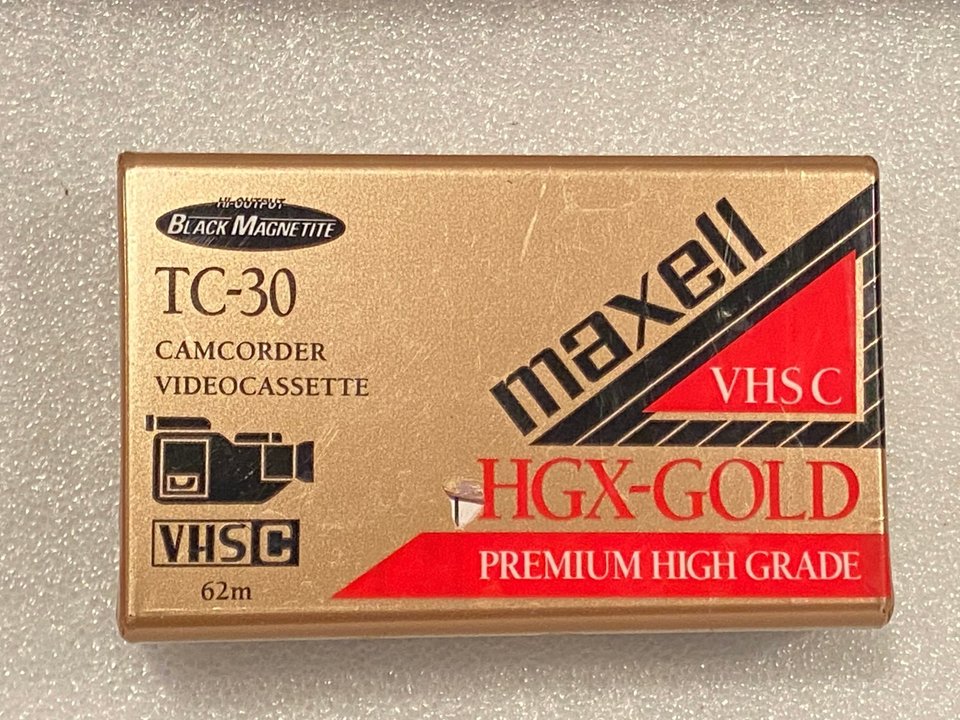 HI-OUTPUT
BLACK MAGNETITE
TC-30
CAMCORDER
VIDEOCASSETTE
VHS C
62m
maxell
VHS C
HGX-GOLD
PREMIUM HIGH GRADE